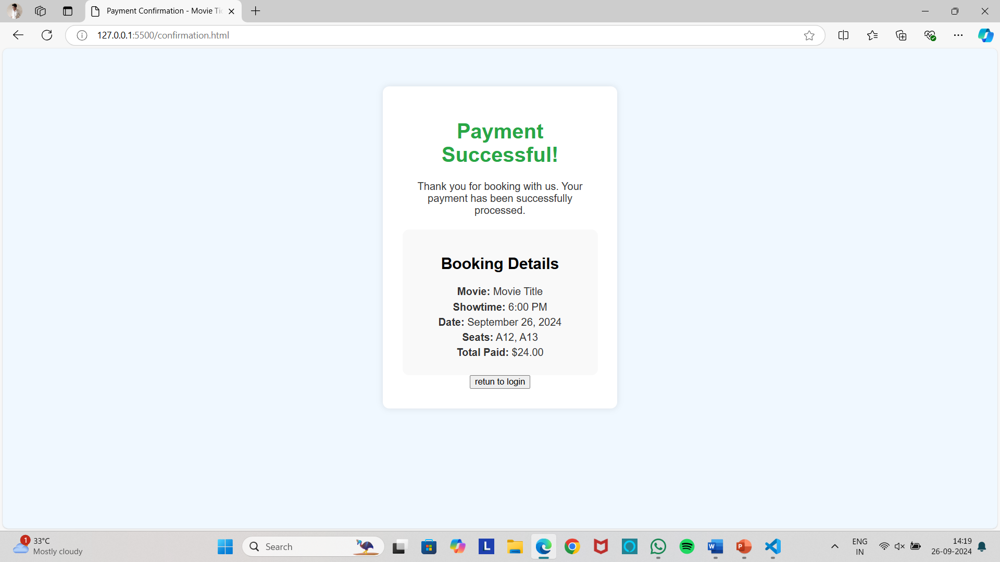 Payment Confirmation - Movie Tic
127.0.0.1:5500/confirmation.html
Payment
Successful!
Thank you for booking with us. Your
payment has been successfully
processed.
Booking Details
Movie: Movie Title
Showtime: 6:00 PM
Date: September 26, 2024
Seats: A12, A13
Total Paid: $24.00
retun to login
1
33°C
Mostly cloudy
Search
L
W
P
ENG
IN
14:19
26-09-2024